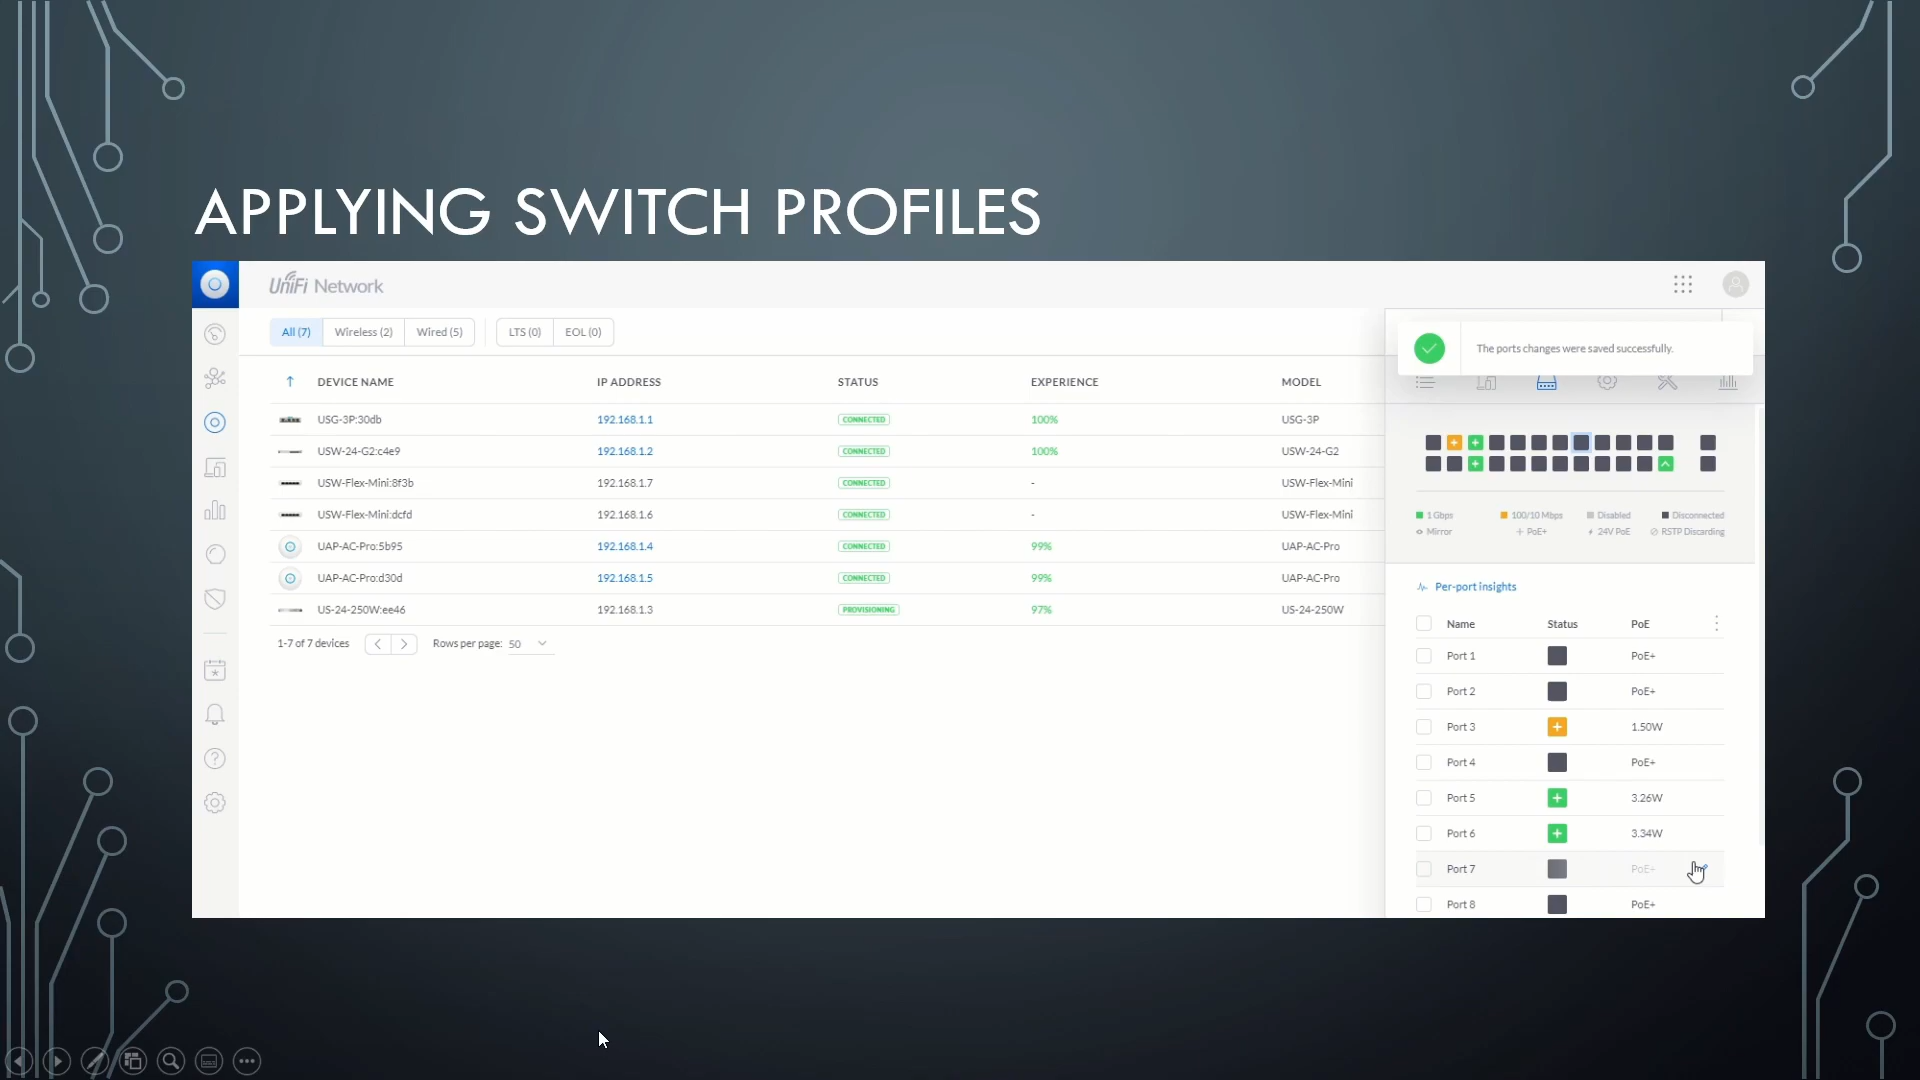 APPLYING SWITCH PROFILES
UniFi Network
All (7) Wireless (2) Wired (5) LTS (0) EOL (0)
The ports changes were saved successfully.
DEVICE NAME IP ADDRESS STATUS EXPERIENCE MODEL
USG-3P:30db 192.168.1.1 CONNECTED 100% USG-3P
USW-24-G2:c4e9 192.168.1.2 CONNECTED 100% USW-24-G2
USW-Flex-Mini:8f3b 192.168.1.7 CONNECTED - USW-Flex-Mini
USW-Flex-Mini:dcfd 192.168.1.6 CONNECTED - USW-Flex-Mini
UAP-AC-Pro:5b95 192.168.1.4 CONNECTED 99% UAP-AC-Pro
UAP-AC-Pro:d30d 192.168.1.5 CONNECTED 99% UAP-AC-Pro
US-24-250W:ee46 192.168.1.3 PROVISIONING 97% US-24-250W
1-7 of 7 devices Rows per page: 50
1 Gbps 100/10 Mbps Disabled Disconnected
Mirror PoE+ 24V PoE RSTP Discarding
Per-port insights
Name Status PoE
Port 1 PoE+
Port 2 PoE+
Port 3 1.50W
Port 4 PoE+
Port 5 3.26W
Port 6 3.34W
Port 7 PoE+
Port 8 PoE+